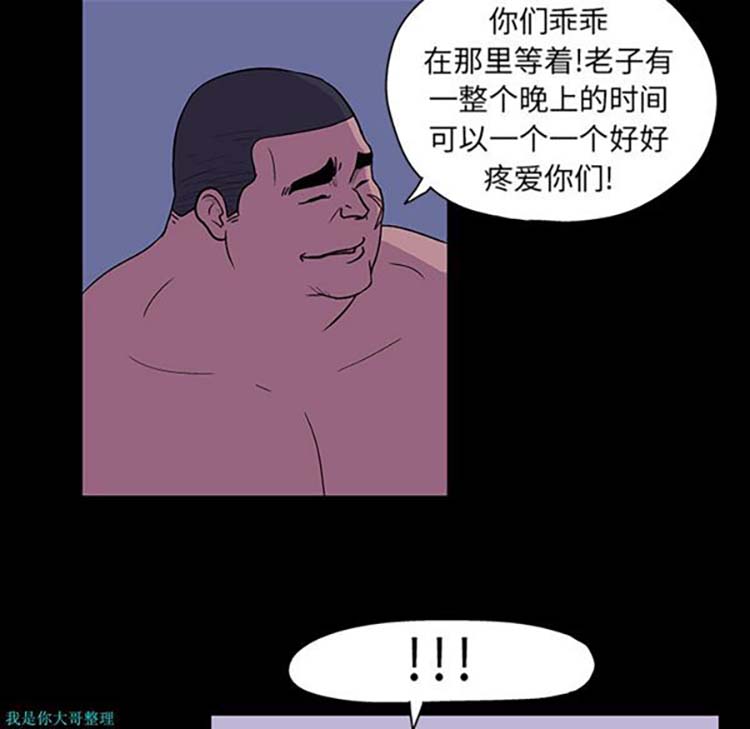 你们乖乖
在那里等着!老子有
一整个晚上的时间
可以一个一个好好
疼爱你们!
!!!
我是你大哥整理